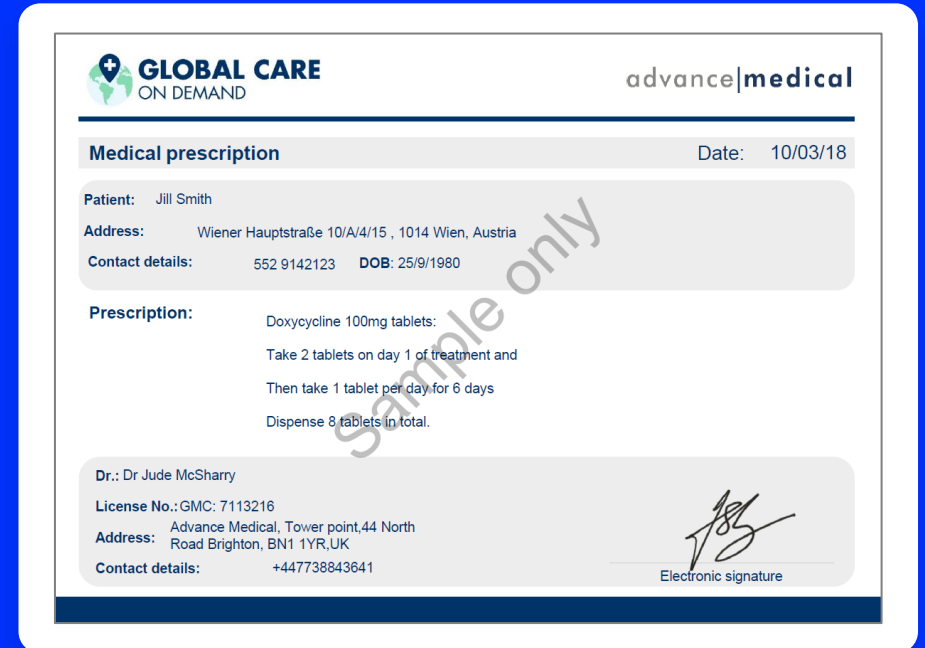 GLOBAL CARE
ON DEMAND
advance|medical
Medical prescription Date: 10/03/18
Patient: Jill Smith
Address: Wiener Hauptstraße 10/A/4/15 , 1014 Wien, Austria
Contact details: 552 9142123 DOB: 25/9/1980
Prescription:
Doxycycline 100mg tablets:
Take 2 tablets on day 1 of treatment and
Then take 1 tablet per day for 6 days
Dispense 8 tablets in total.
Sample only
Dr.: Dr Jude McSharry
License No.: GMC: 7113216
Address: Advance Medical, Tower point,44 North
Road Brighton, BN1 1YR,UK
Contact details: +447738843641
Electronic signature